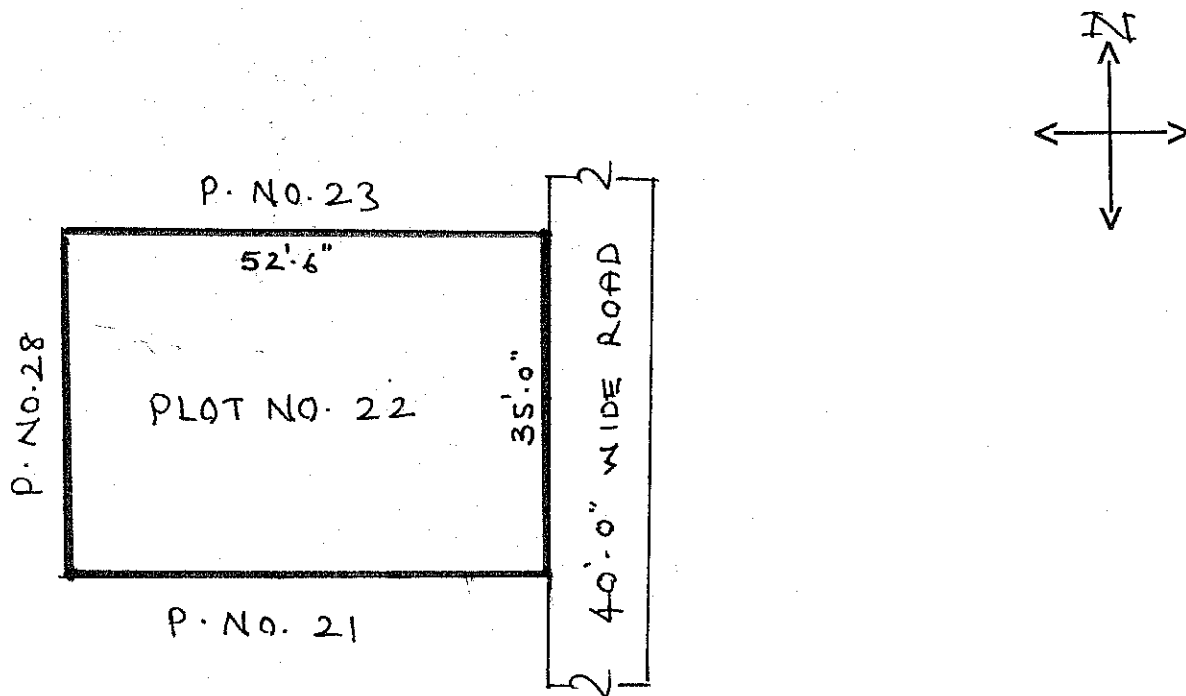 N
P. NO. 23
52'.6"
P. NO. 28
PLOT NO. 22
35'.0"
40'.0" WIDE ROAD
P. NO. 21